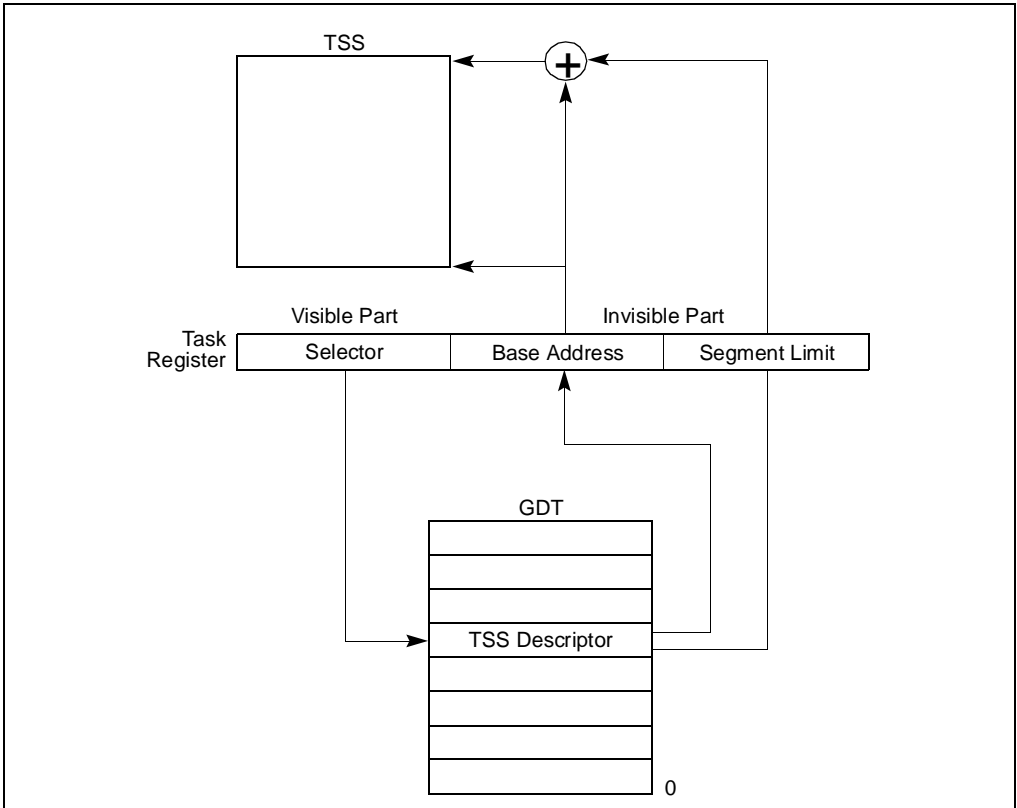 TSS
+
Visible Part
Invisible Part
Task
Register
Selector
Base Address
Segment Limit
GDT
TSS Descriptor
0